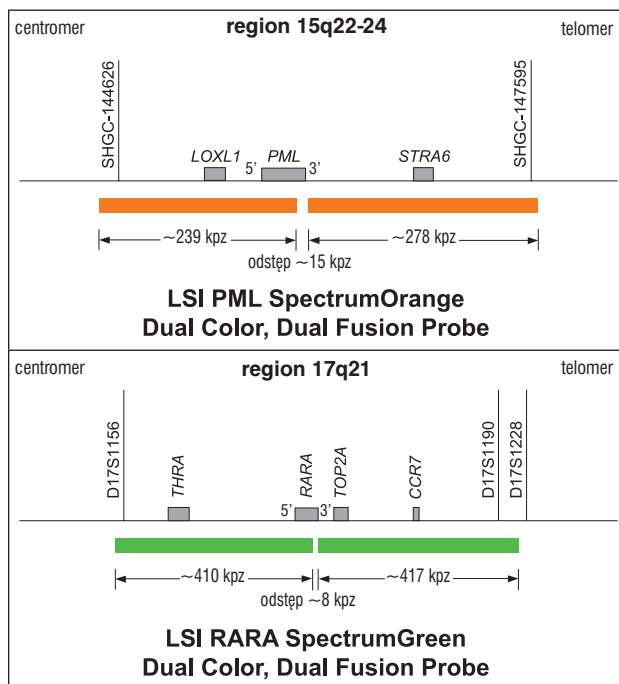 centromer region 15q22-24 telomer
SHGC-144626
SHGC-147595
LOXL1 PML STRA6
5’ 3’
~239 kpz ~278 kpz
odstęp ~15 kpz
LSI PML SpectrumOrange
Dual Color, Dual Fusion Probe
centromer region 17q21 telomer
D17S1156
THRA
RARA
TOP2A
CCR7
D17S1190
D17S1228
5’ 3’
~410 kpz ~417 kpz
odstęp ~8 kpz
LSI RARA SpectrumGreen
Dual Color, Dual Fusion Probe